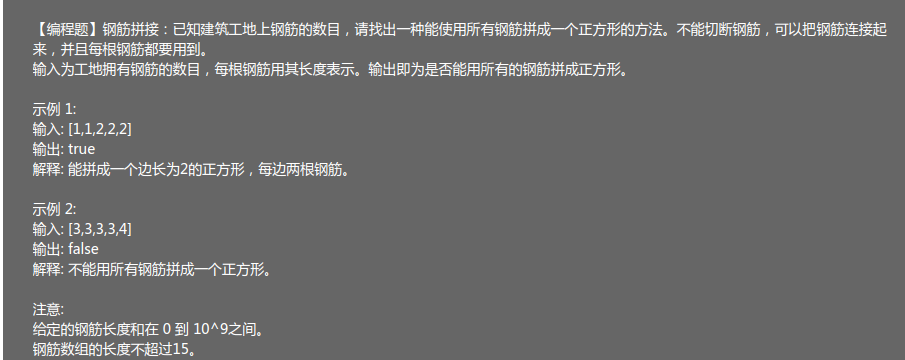 【编程题】钢筋拼接：已知建筑工地上钢筋的数目，请找出一种能使用所有钢筋拼成一个正方形的方法。不能切断钢筋，可以把钢筋连接起
来，并且每根钢筋都要用到。
输入为工地拥有钢筋的数目，每根钢筋用其长度表示。输出即为是否能用所有的钢筋拼成正方形。
示例 1:
输入: [1,1,2,2,2]
输出: true
解释: 能拼成一个边长为2的正方形，每边两根钢筋。
示例 2:
输入: [3,3,3,3,4]
输出: false
解释: 不能用所有钢筋拼成一个正方形。
注意:
给定的钢筋长度和在 0 到 10^9之间。
钢筋数组的长度不超过15。